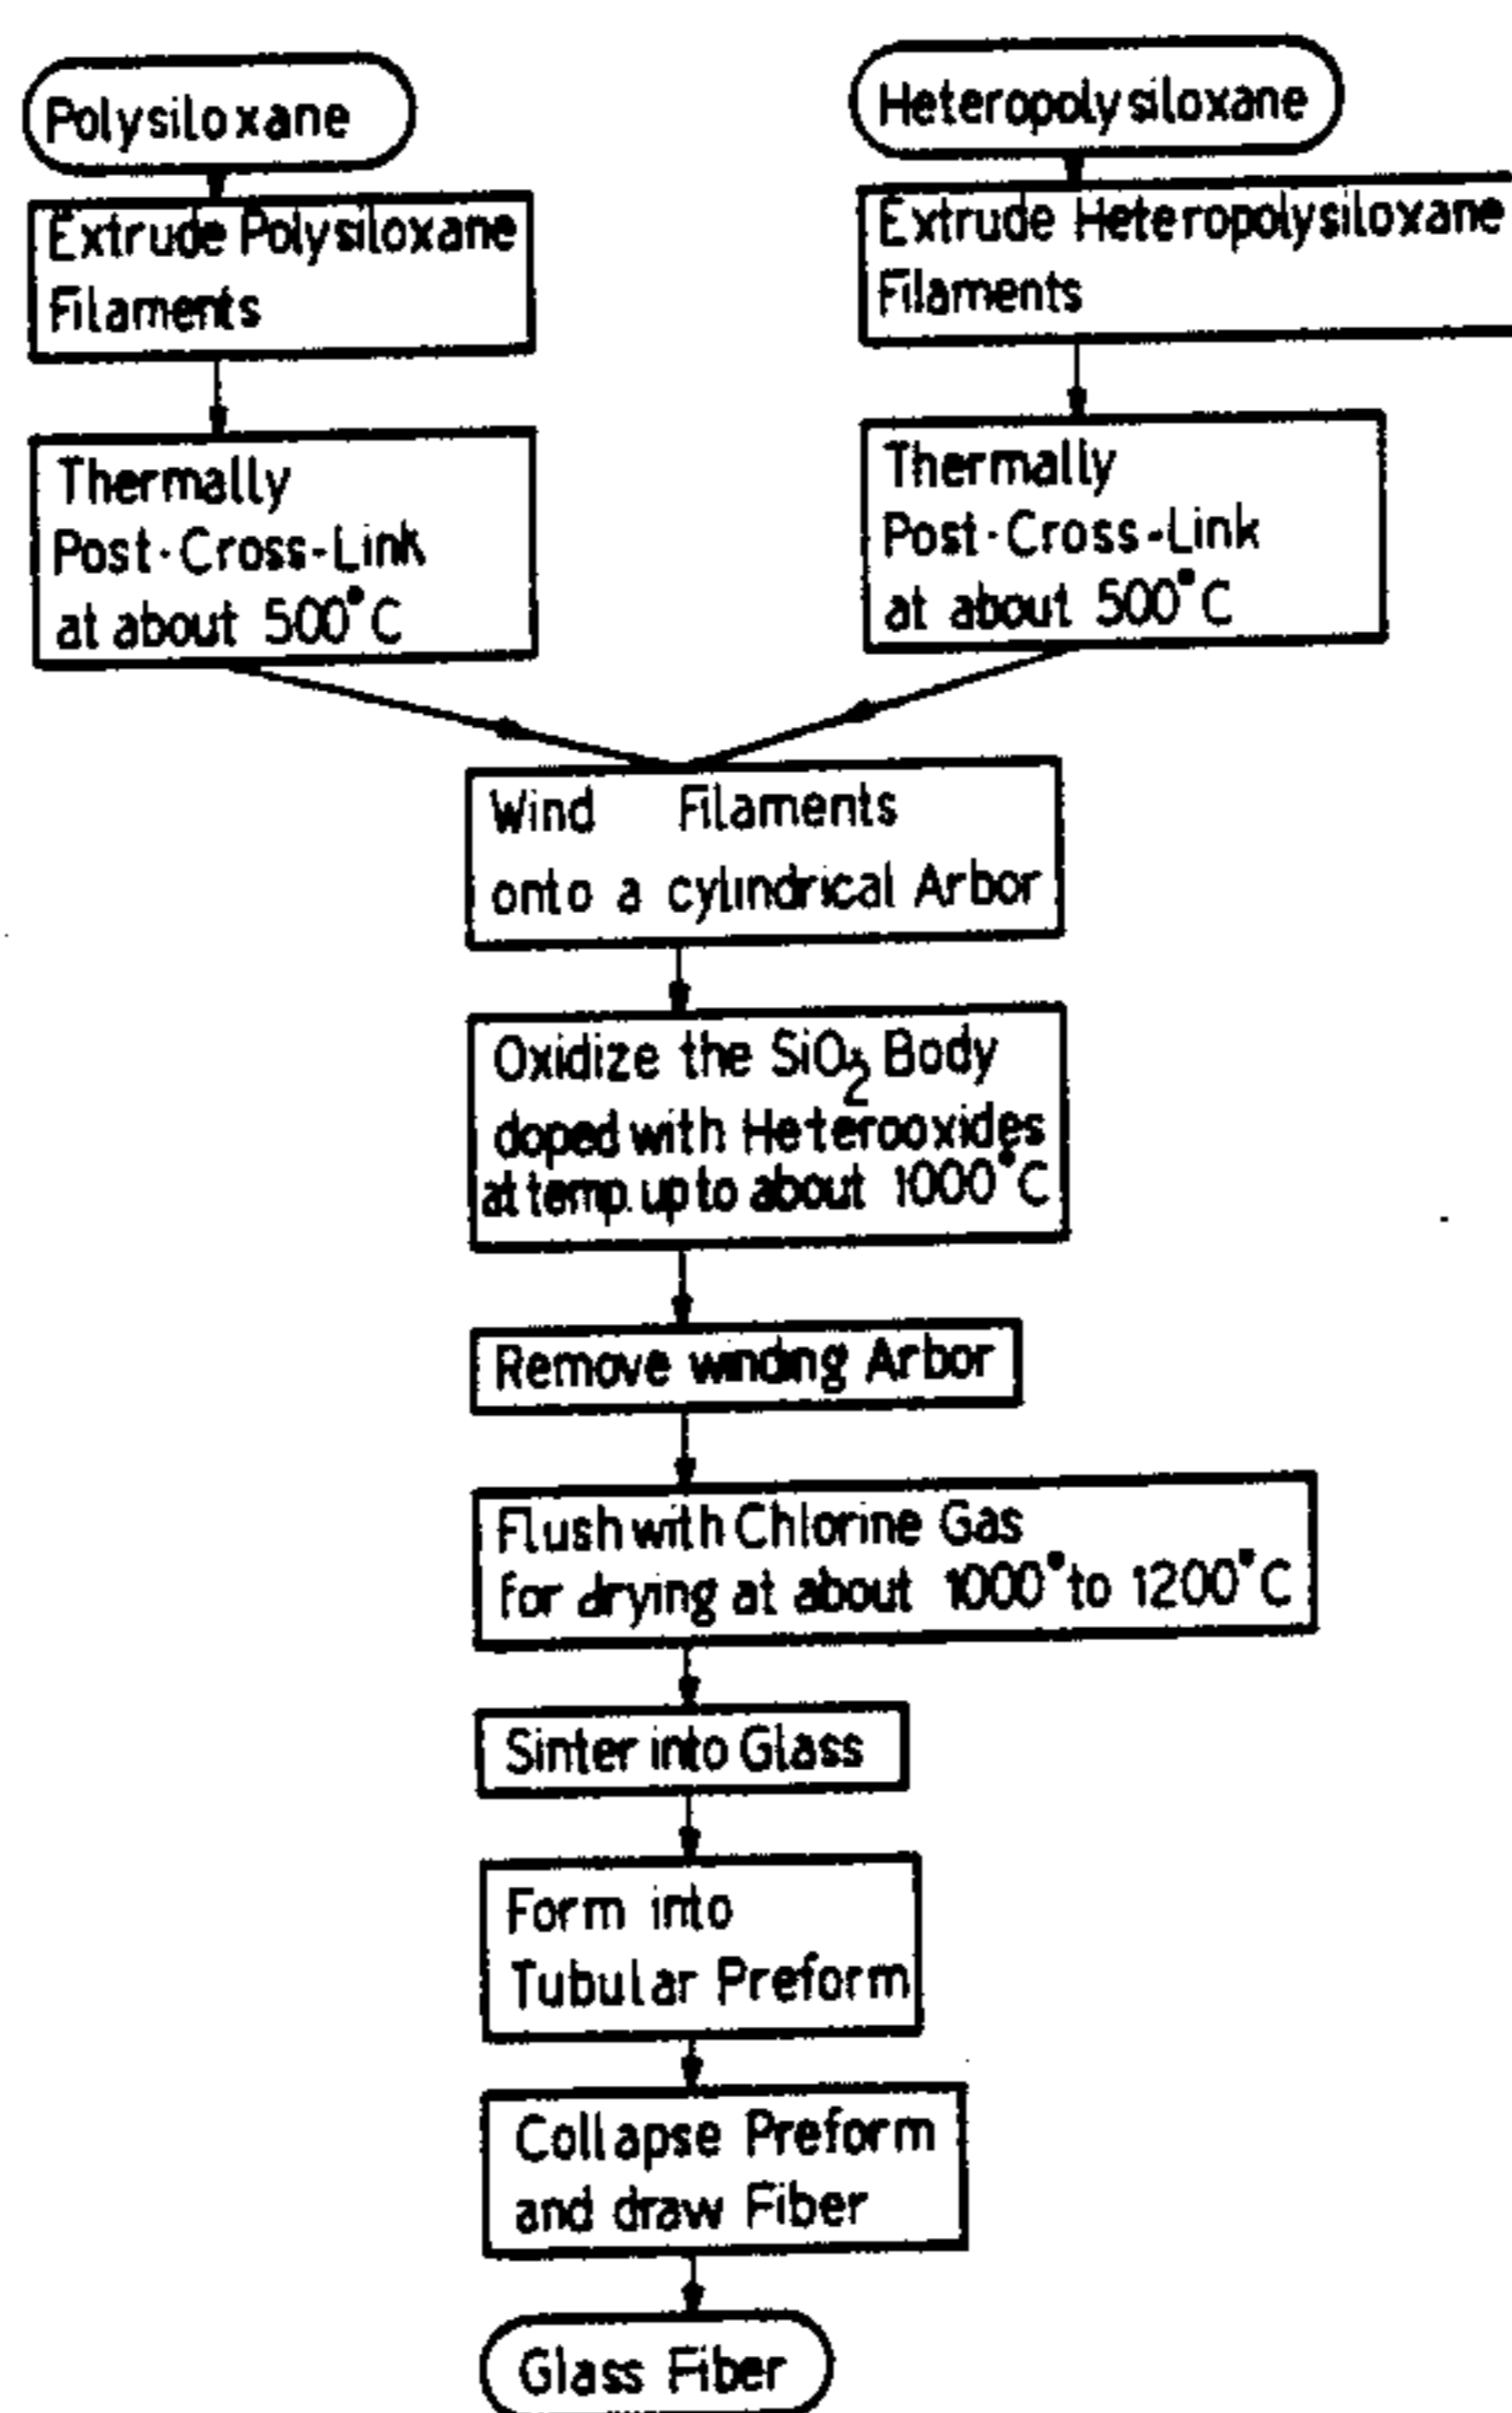 Polysiloxane
Extrude Polysiloxane
Filaments
Thermally
Post-Cross-Link
at about 500°C
Heteropolysiloxane
Extrude Heteropolysiloxane
Filaments
Thermally
Post-Cross-Link
at about 500°C
Wind Filaments
onto a cylindrical Arbor
Oxidize the SiO2 Body
doped with Heterooxides
at temp. up to about 1000°C
Remove winding Arbor
Flush with Chlorine Gas
for drying at about 1000° to 1200°C
Sinter into Glass
Form into
Tubular Preform
Collapse Preform
and draw Fiber
Glass Fiber